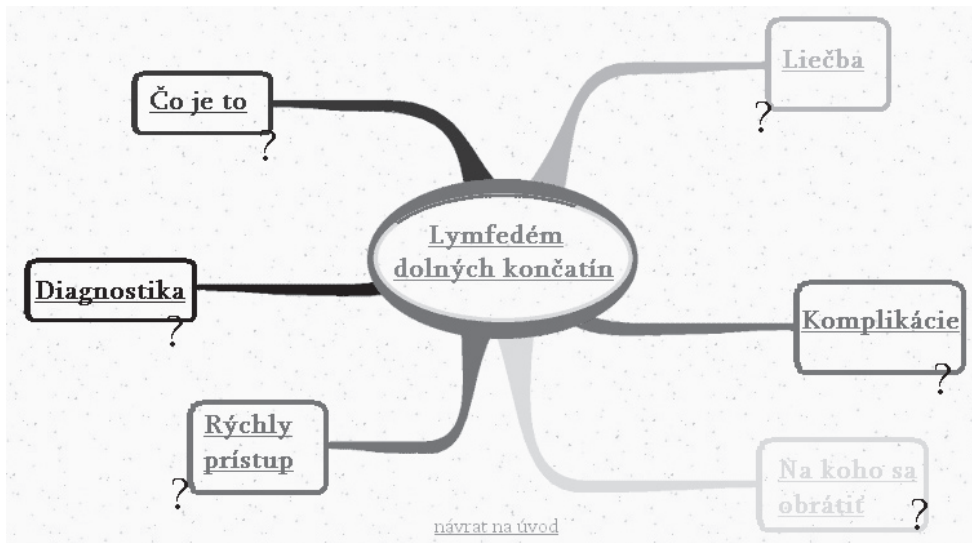 Liečba
?
Čo je to
?
Lymfedém
dolných končatín
Diagnostika
?
Komplikácie
?
Rýchly
prístup
?
Na koho sa
obrátiť
?
návrat na úvod